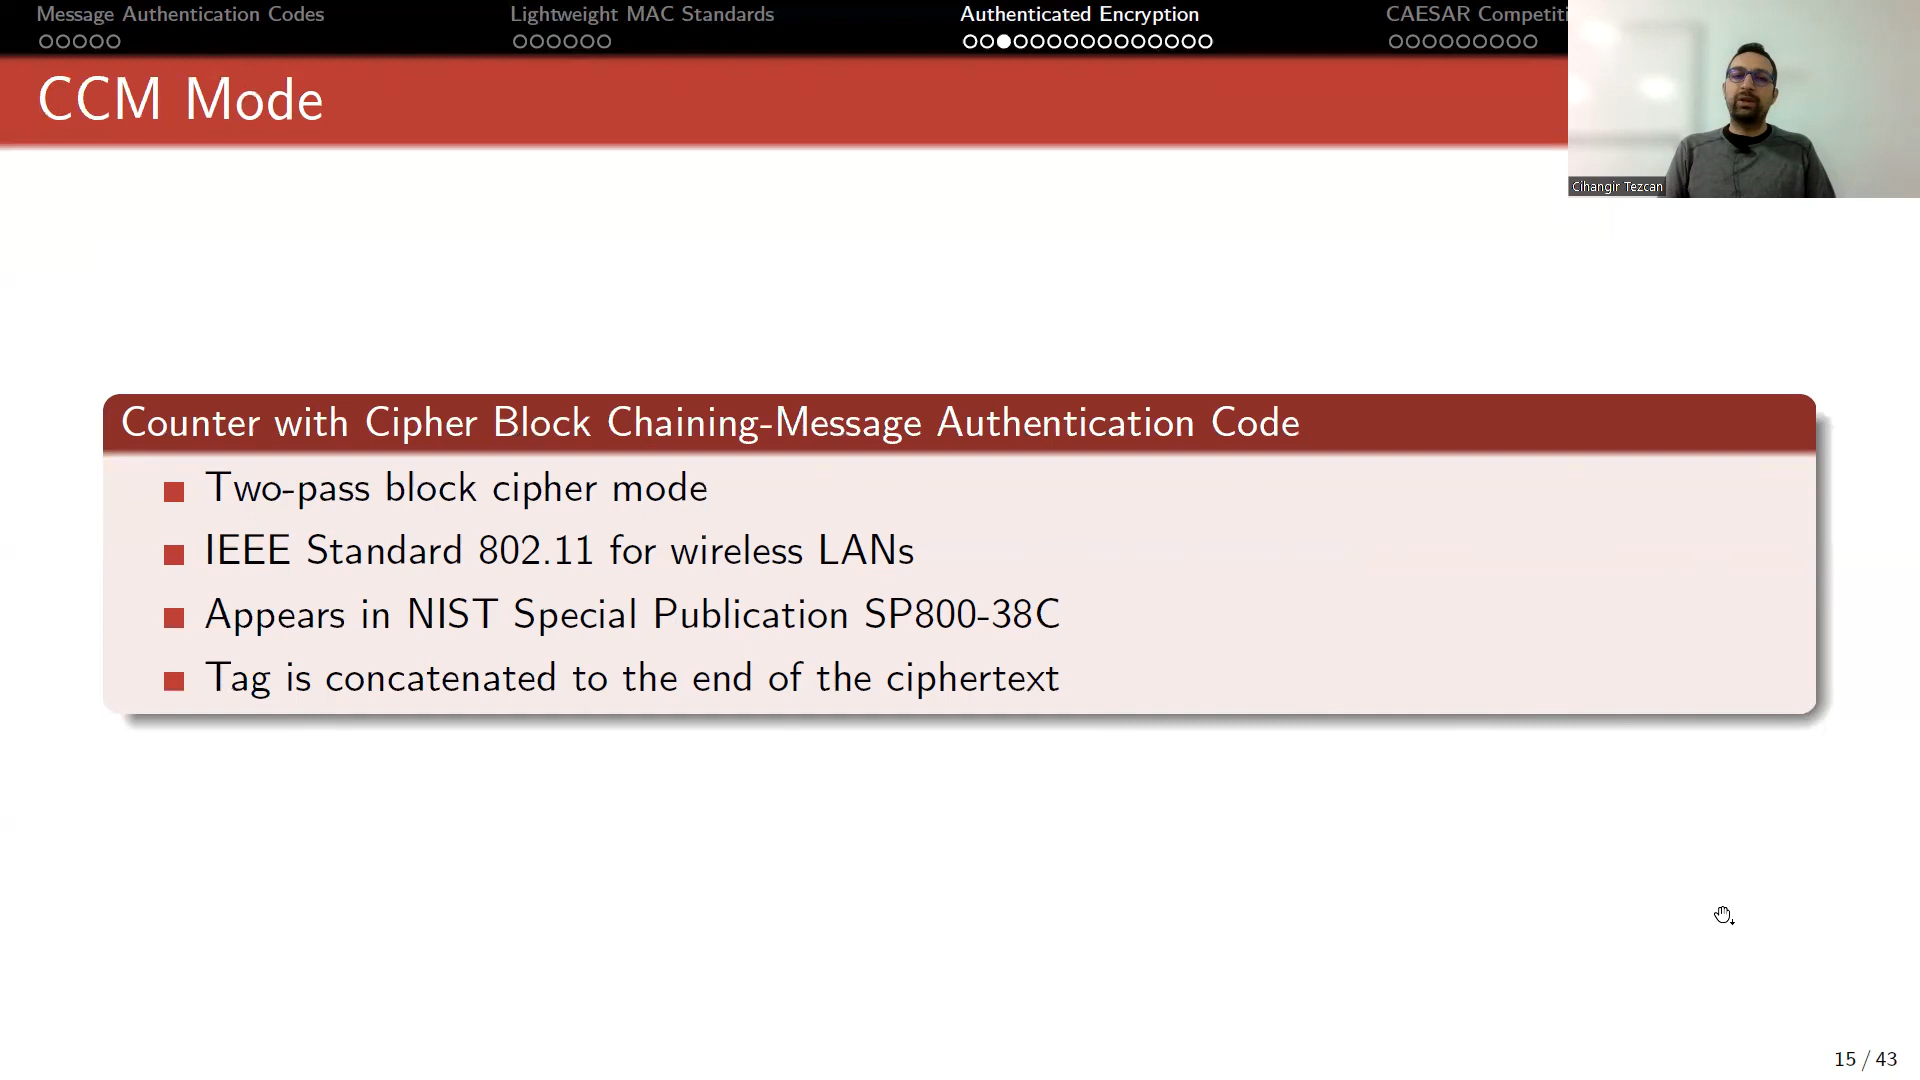 Message Authentication Codes
Lightweight MAC Standards
Authenticated Encryption
CAESAR Competiti
CCM Mode
Cihangir Tezcan
Counter with Cipher Block Chaining-Message Authentication Code
Two-pass block cipher mode
IEEE Standard 802.11 for wireless LANs
Appears in NIST Special Publication SP800-38C
Tag is concatenated to the end of the ciphertext
15 / 43